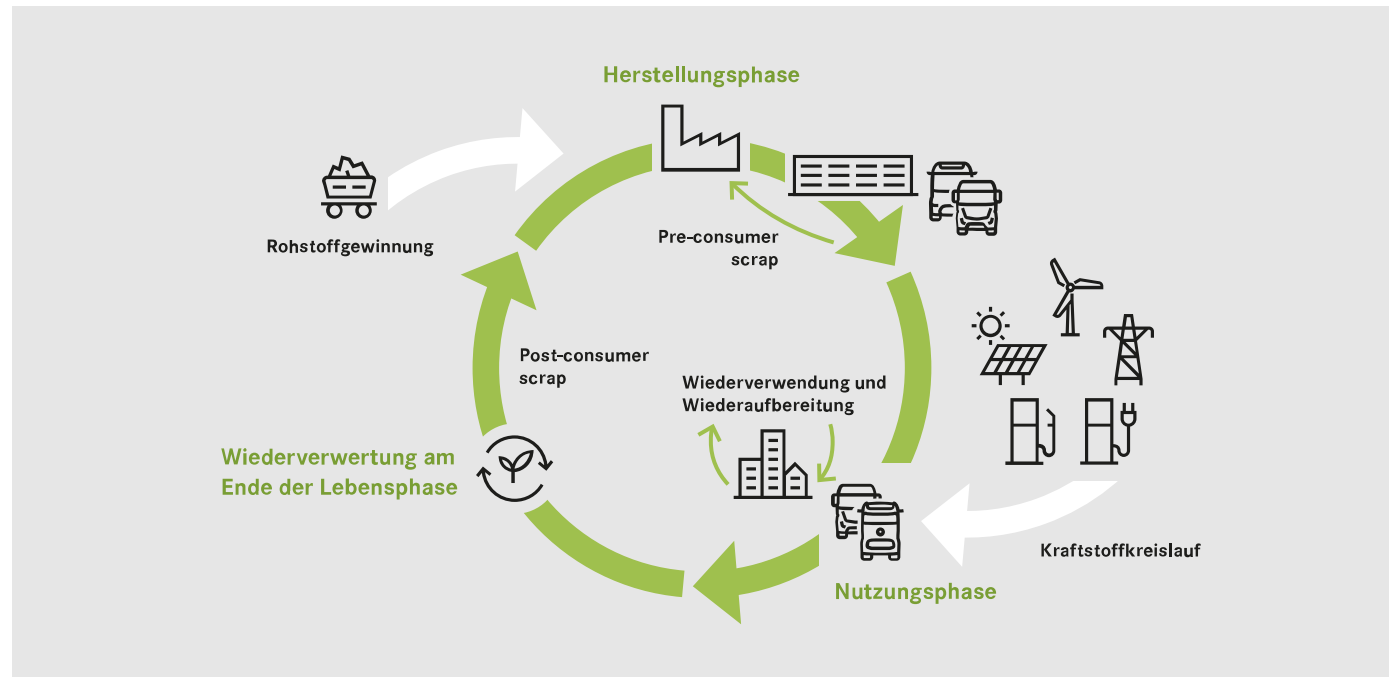 Herstellungsphase
Rohstoffgewinnung
Pre-consumer
scrap
Post-consumer
scrap
Wiederverwendung und
Wiederaufbereitung
Wiederverwertung am
Ende der Lebensphase
Kraftstoffkreislauf
Nutzungsphase